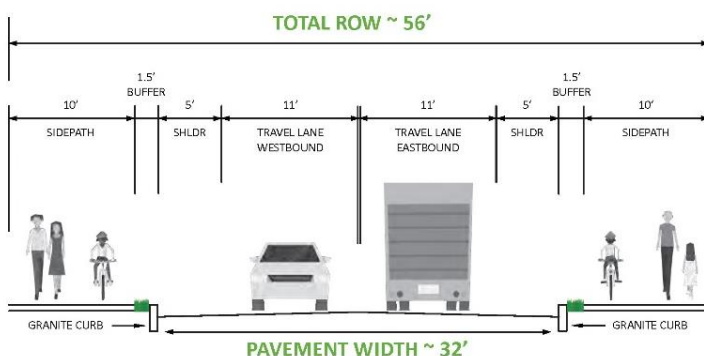 TOTAL ROW ~ 56'
1.5'
BUFFER
1.5'
BUFFER
10'
5'
11'
11'
5'
10'
SIDEPATH
SHLDR
TRAVEL LANE
WESTBOUND
TRAVEL LANE
EASTBOUND
SHLDR
SIDEPATH
GRANITE CURB
GRANITE CURB
PAVEMENT WIDTH ~ 32'